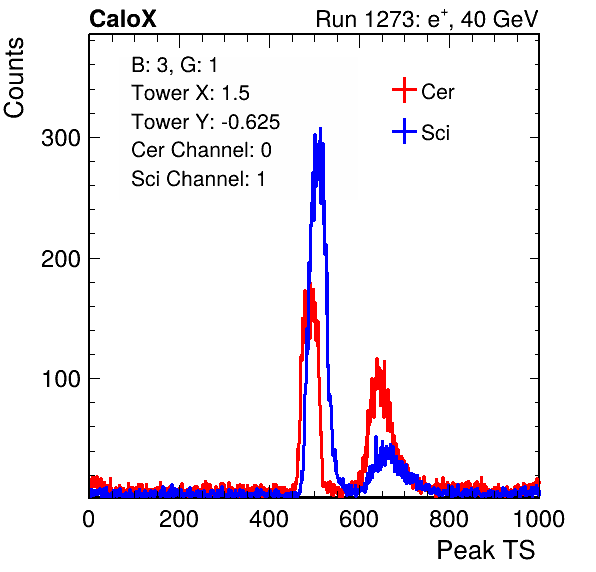 CaloX Run 1273: e⁺, 40 GeV
Counts
B: 3, G: 1
Tower X: 1.5
Tower Y: -0.625
Cer Channel: 0
Sci Channel: 1
Cer
Sci
300
200
100
0 200 400 600 800 1000
Peak TS